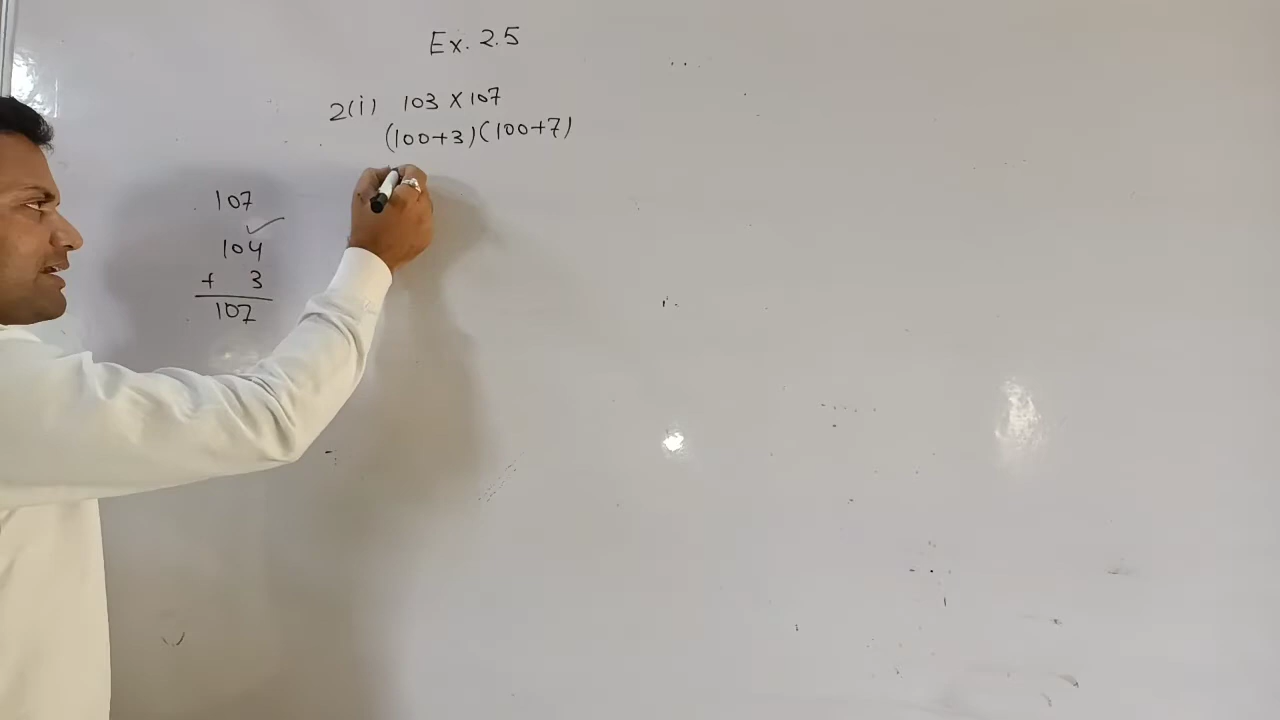 Ex. 2.5
2(i) 103 × 107
(100+3)(100+7)
107
104
+ 3
107